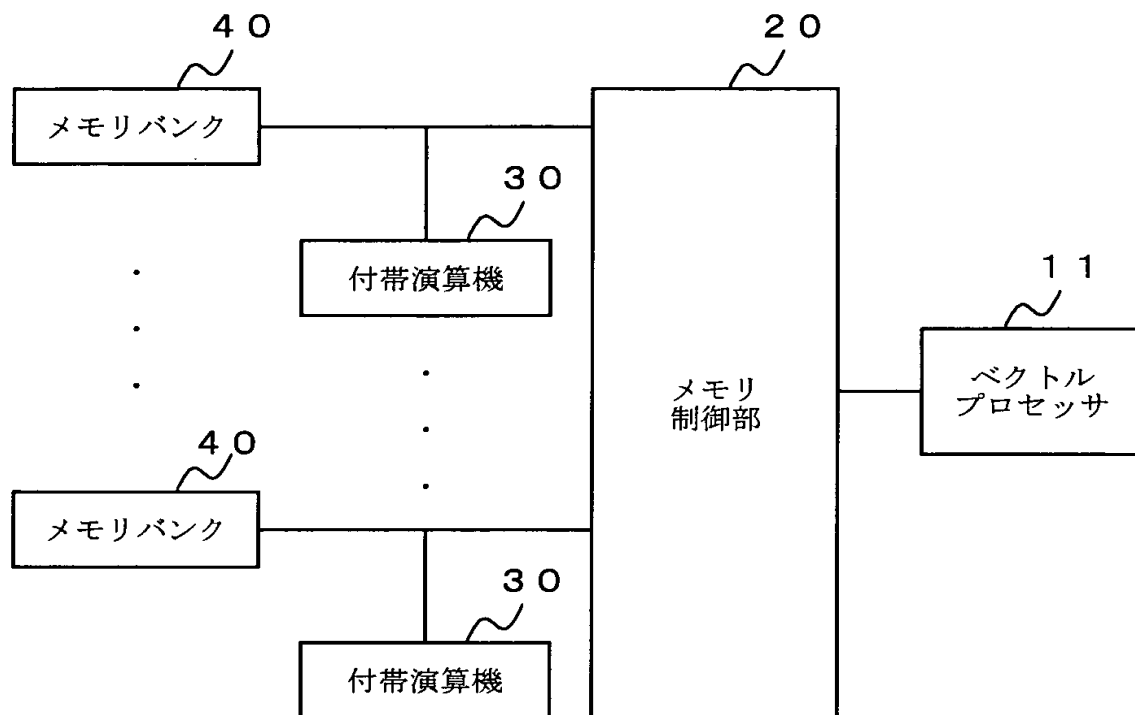 ４０
メモリバンク
３０
付帯演算機
４０
メモリバンク
３０
付帯演算機
２０
メモリ
制御部
１１
ベクトル
プロセッサ